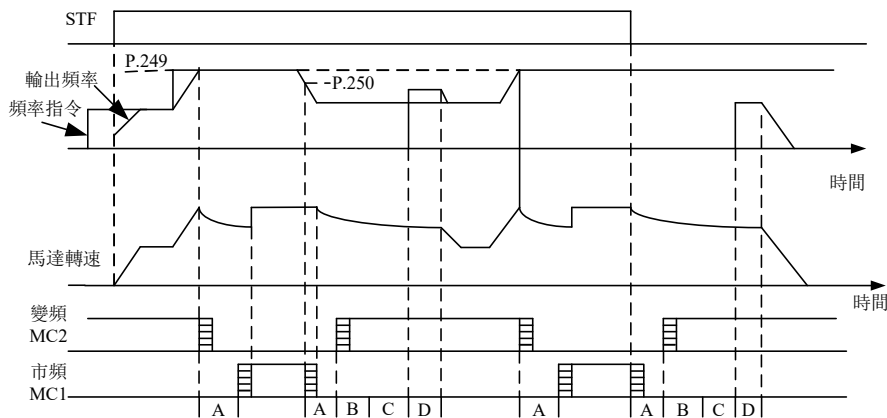 STF
P.249
輸出頻率
-P.250
頻率指令
時間
馬達轉速
時間
變頻
MC2
市頻
MC1
A A B C D A A B C D